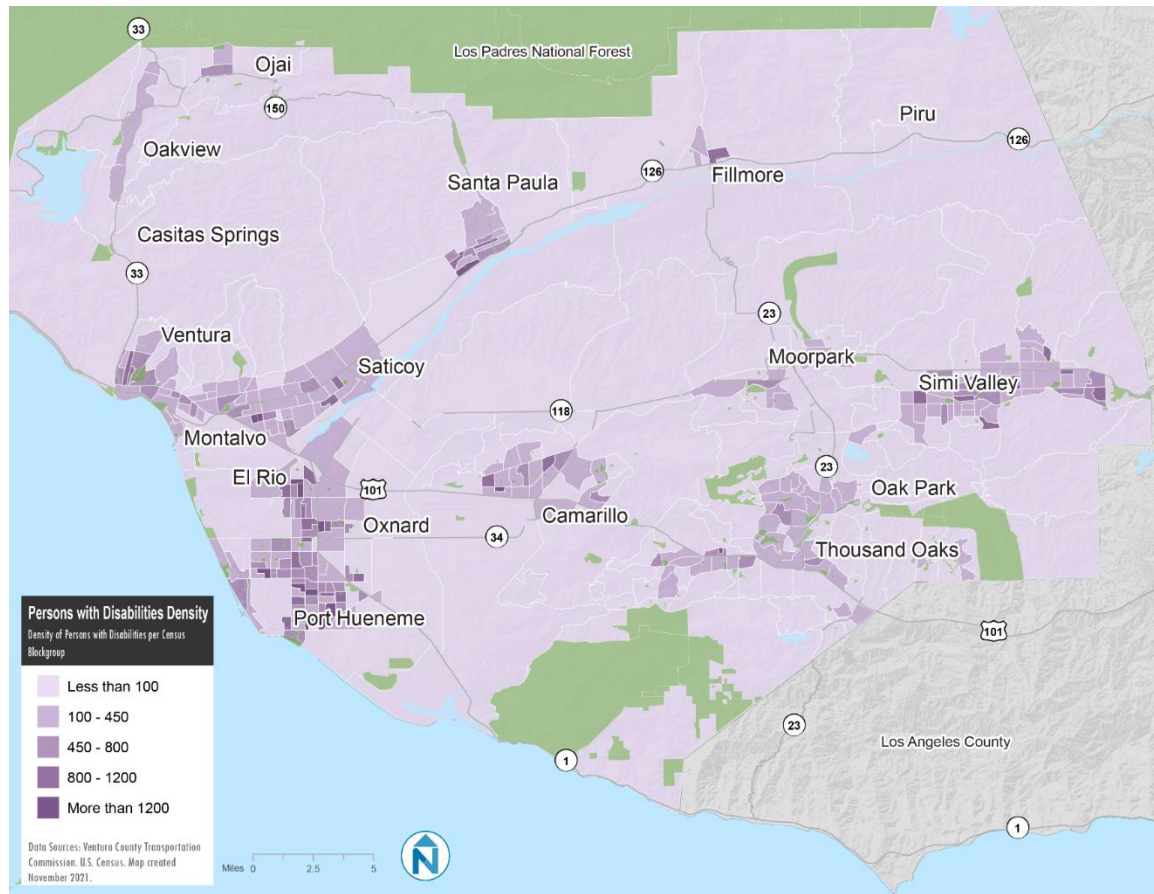 33
Los Padres National Forest
Ojai
150
Piru
126
Oakview
126
Fillmore
Santa Paula
Casitas Springs
33
23
Ventura
Moorpark
Saticoy
Simi Valley
118
Montalvo
23
El Rio
101
Oak Park
Camarillo
Oxnard
34
Thousand Oaks
Port Hueneme
101
Persons with Disabilities Density
Density of Persons with Disabilities per Census
Blockgroup
Less than 100
100 - 450
450 - 800
800 - 1200
More than 1200
Data Sources: Ventura County Transportation
Commission. U.S. Census. Map created
November 2021.
23
Los Angeles County
1
1
Miles 0 2.5 5
N